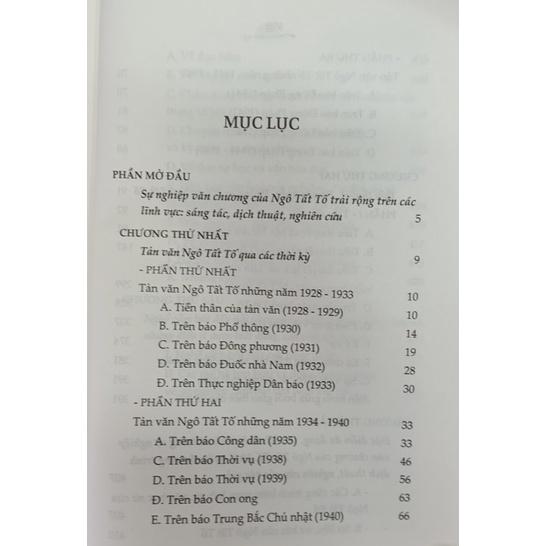 MỤC LỤC
PHẦN MỞ ĐẦU
Sự nghiệp văn chương của Ngô Tất Tố trải rộng trên các
lĩnh vực: sáng tác, dịch thuật, nghiên cứu 5
CHƯƠNG THỨ NHẤT
Tản văn Ngô Tất Tố qua các thời kỳ 9
- PHẦN THỨ NHẤT
Tản văn Ngô Tất Tố những năm 1928 - 1933 10
A. Tiền thân của tản văn (1928 - 1929) 10
B. Trên báo Phổ thông (1930) 14
C. Trên báo Đông phương (1931) 19
D. Trên báo Đuốc nhà Nam (1932) 28
Đ. Trên Thực nghiệp Dân báo (1933) 30
- PHẦN THỨ HAI
Tản văn Ngô Tất Tố những năm 1934 - 1940 33
A. Trên báo Công dân (1935) 33
C. Trên báo Thời vụ (1938) 46
D. Trên báo Thời vụ (1939) 56
Đ. Trên báo Con ong 63
E. Trên báo Trung Bắc Chủ nhật (1940) 66